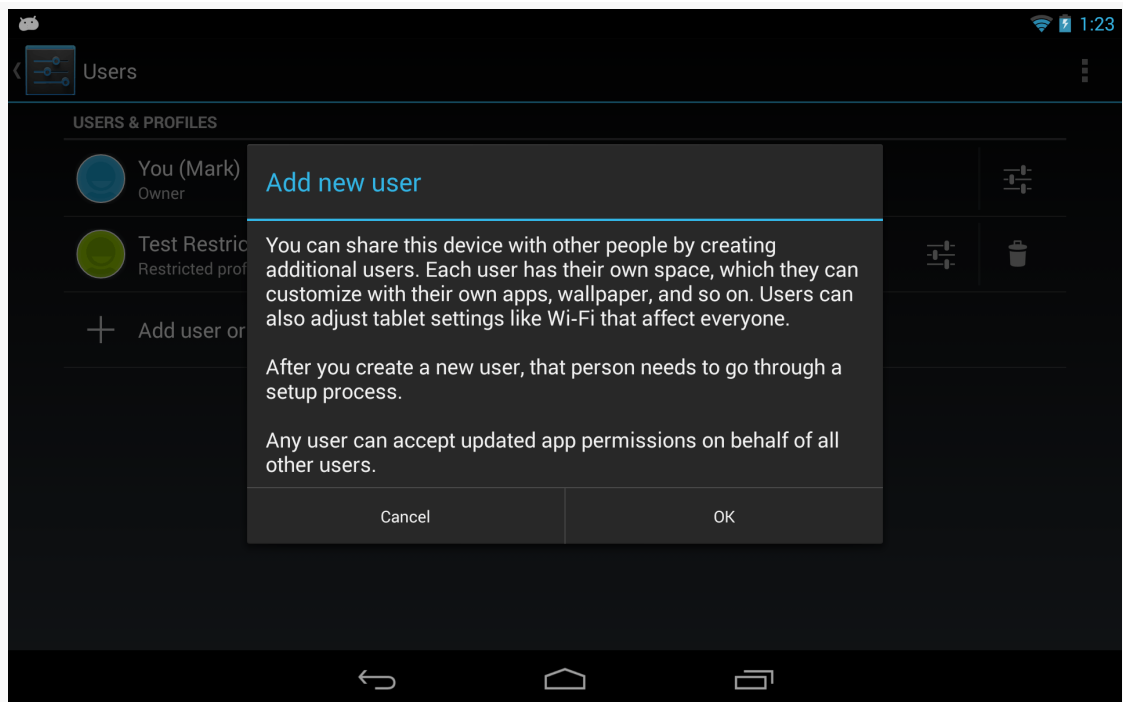 1:23
Users
USERS & PROFILES
You (Mark)
Owner
Test Restric
Restricted prof
Add user or
Add new user
You can share this device with other people by creating
additional users. Each user has their own space, which they can
customize with their own apps, wallpaper, and so on. Users can
also adjust tablet settings like Wi-Fi that affect everyone.
After you create a new user, that person needs to go through a
setup process.
Any user can accept updated app permissions on behalf of all
other users.
Cancel
OK